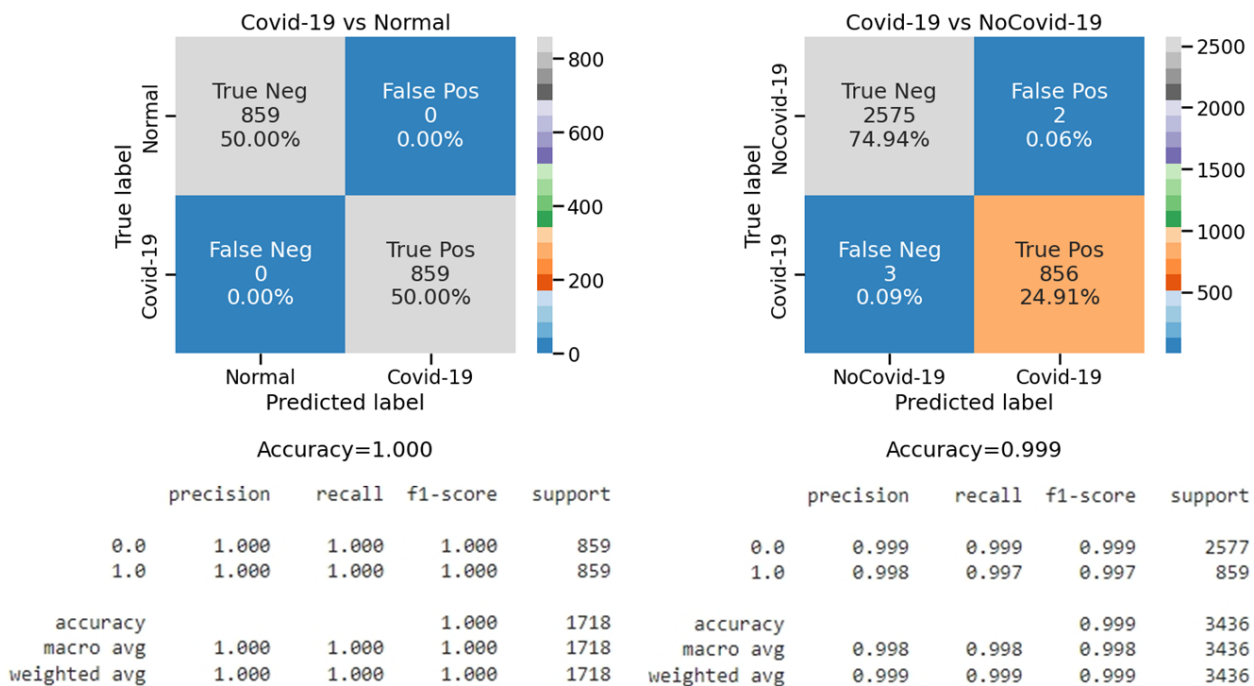 Covid-19 vs Normal
True label
Normal
Covid-19
True Neg
859
50.00%
False Pos
0
0.00%
False Neg
0
0.00%
True Pos
859
50.00%
800
600
400
200
0
Normal
Covid-19
Predicted label
Accuracy=1.000
precision recall f1-score support
0.0 1.000 1.000 1.000 859
1.0 1.000 1.000 1.000 859
accuracy 1.000 1718
macro avg 1.000 1.000 1.000 1718
weighted avg 1.000 1.000 1.000 1718
Covid-19 vs NoCovid-19
True label
NoCovid-19
Covid-19
True Neg
2575
74.94%
False Pos
2
0.06%
False Neg
3
0.09%
True Pos
856
24.91%
2500
2000
1500
1000
500
NoCovid-19
Covid-19
Predicted label
Accuracy=0.999
precision recall f1-score support
0.0 0.999 0.999 0.999 2577
1.0 0.998 0.997 0.997 859
accuracy 0.999 3436
macro avg 0.998 0.998 0.998 3436
weighted avg 0.999 0.999 0.999 3436